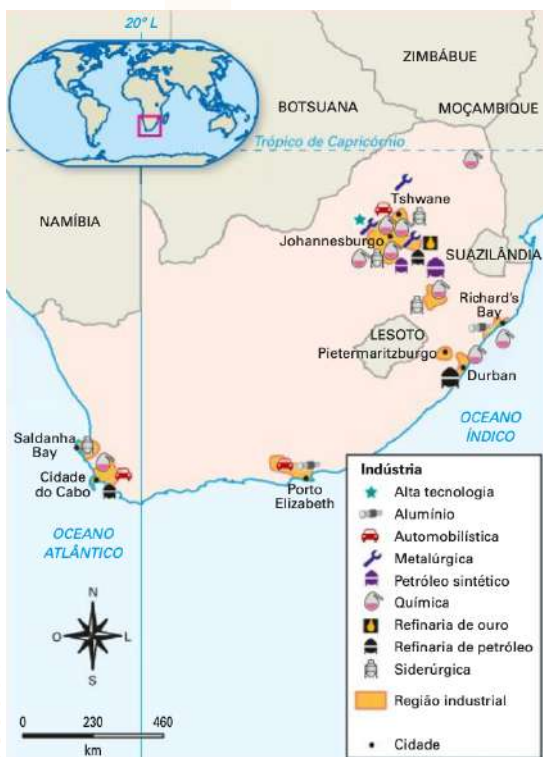 20° L
ZIMBÁBUE
BOTSUANA
MOÇAMBIQUE
Trópico de Capricórnio
NAMÍBIA
Tshwane
Johannesburgo
SUAZILÂNDIA
Richard's
Bay
LESOTO
Pietermaritzburgo
Durban
OCEANO
ÍNDICO
Saldanha
Bay
Cidade
do Cabo
Porto
Elizabeth
OCEANO
ATLÂNTICO
N
O
L
S
0 230 460
km
Indústria
Alta tecnologia
Alumínio
Automobilística
Metalúrgica
Petróleo sintético
Química
Refinaria de ouro
Refinaria de petróleo
Siderúrgica
Região industrial
Cidade